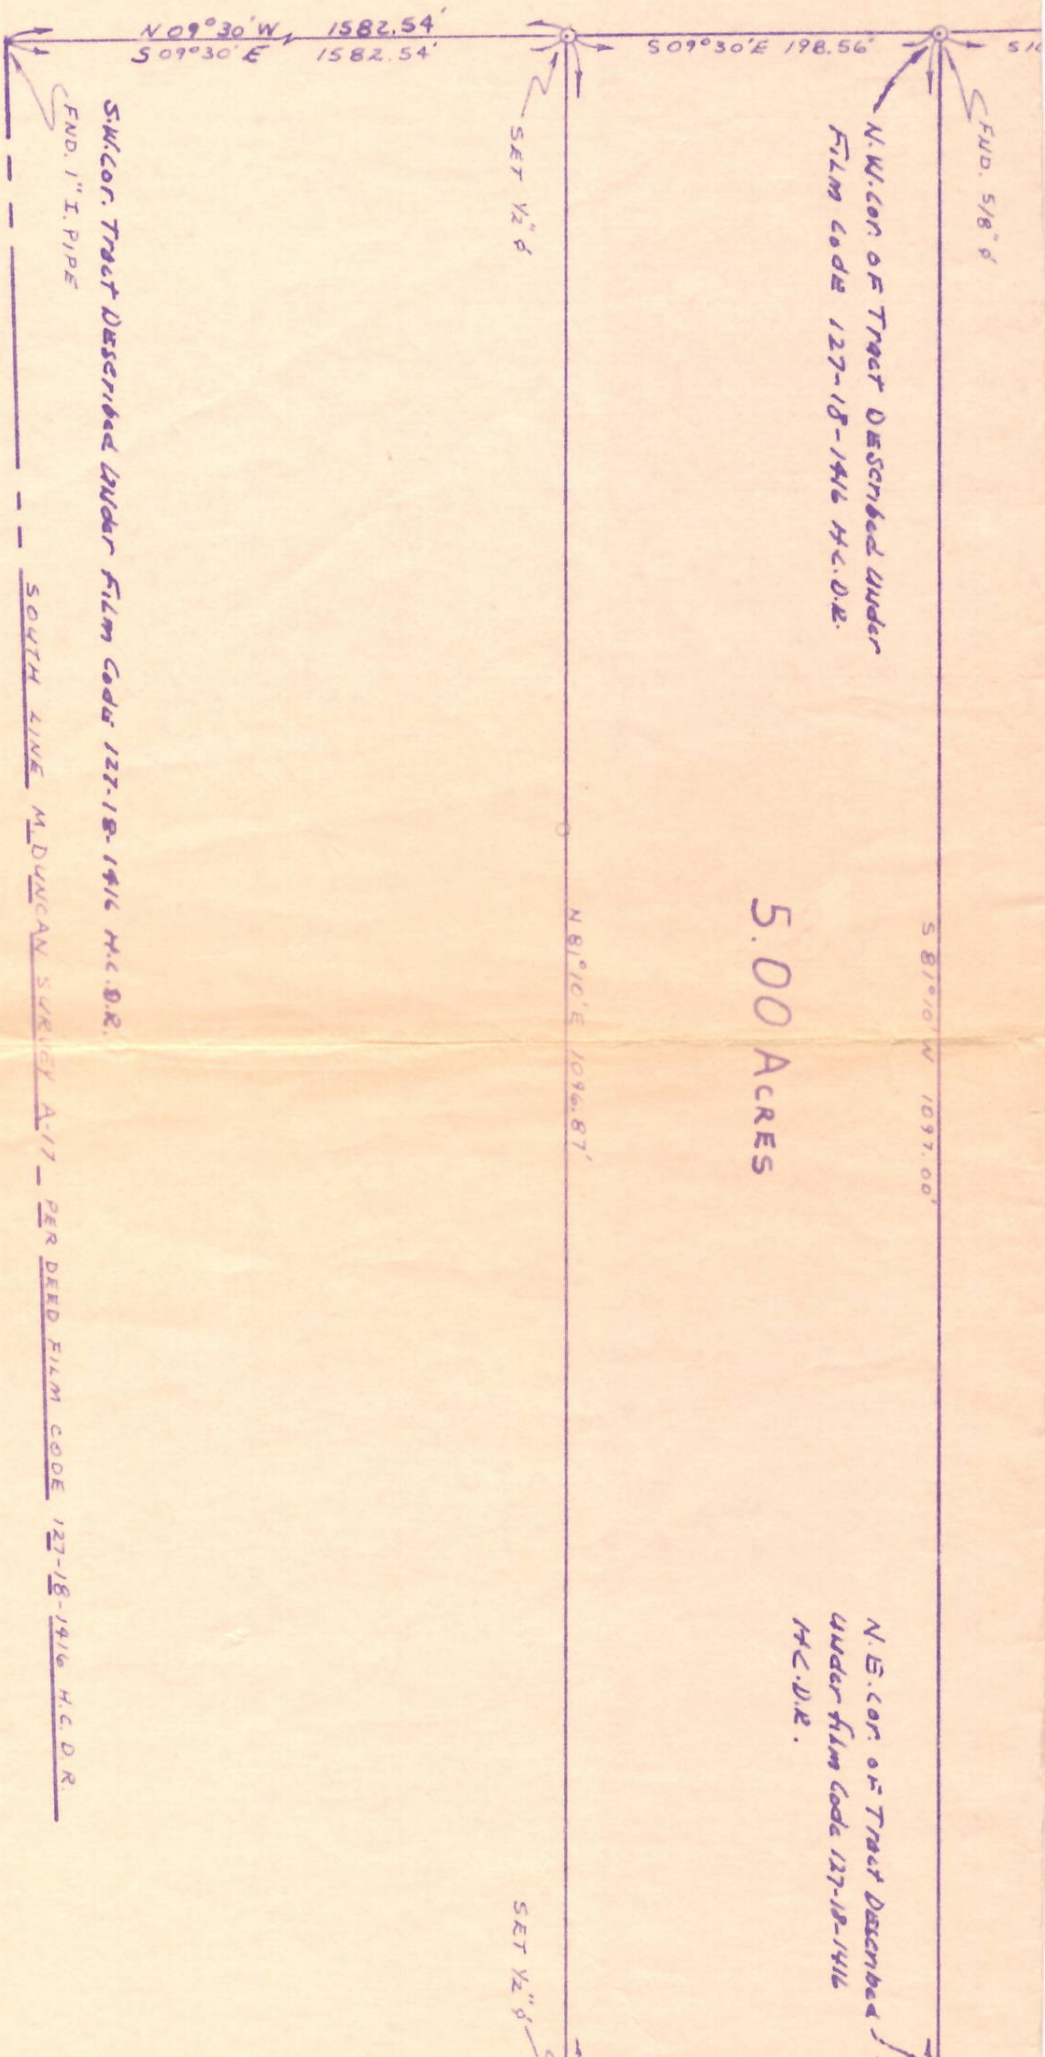 N 09°30' W 1582.54'
S 09°30' E 1582.54'
S 09°30' E 198.56'
FND. 5/8" ϕ
N.W. Cor. OF Tract DEScribed Under
FiLm Code 127-18-1416 H.C.D.R.
S 81°10' W 1097.00'
N.E. Cor. of Tract Described
Under film Code 127-18-1416
H.C.D.R.
5.00 ACRES
N 81°10' E 1096.87'
SET 1/2" ϕ
SET 1/2" ϕ
S.W. Cor. Tract DEScribed Under FiLm Code 127-18-1416 H.C.D.R.
FND. 1" I. PIPE
SOUTH LINE M. DUNCAN SURVEY A-17 - PER DEED FILM CODE 127-18-1416 H.C.D.R.